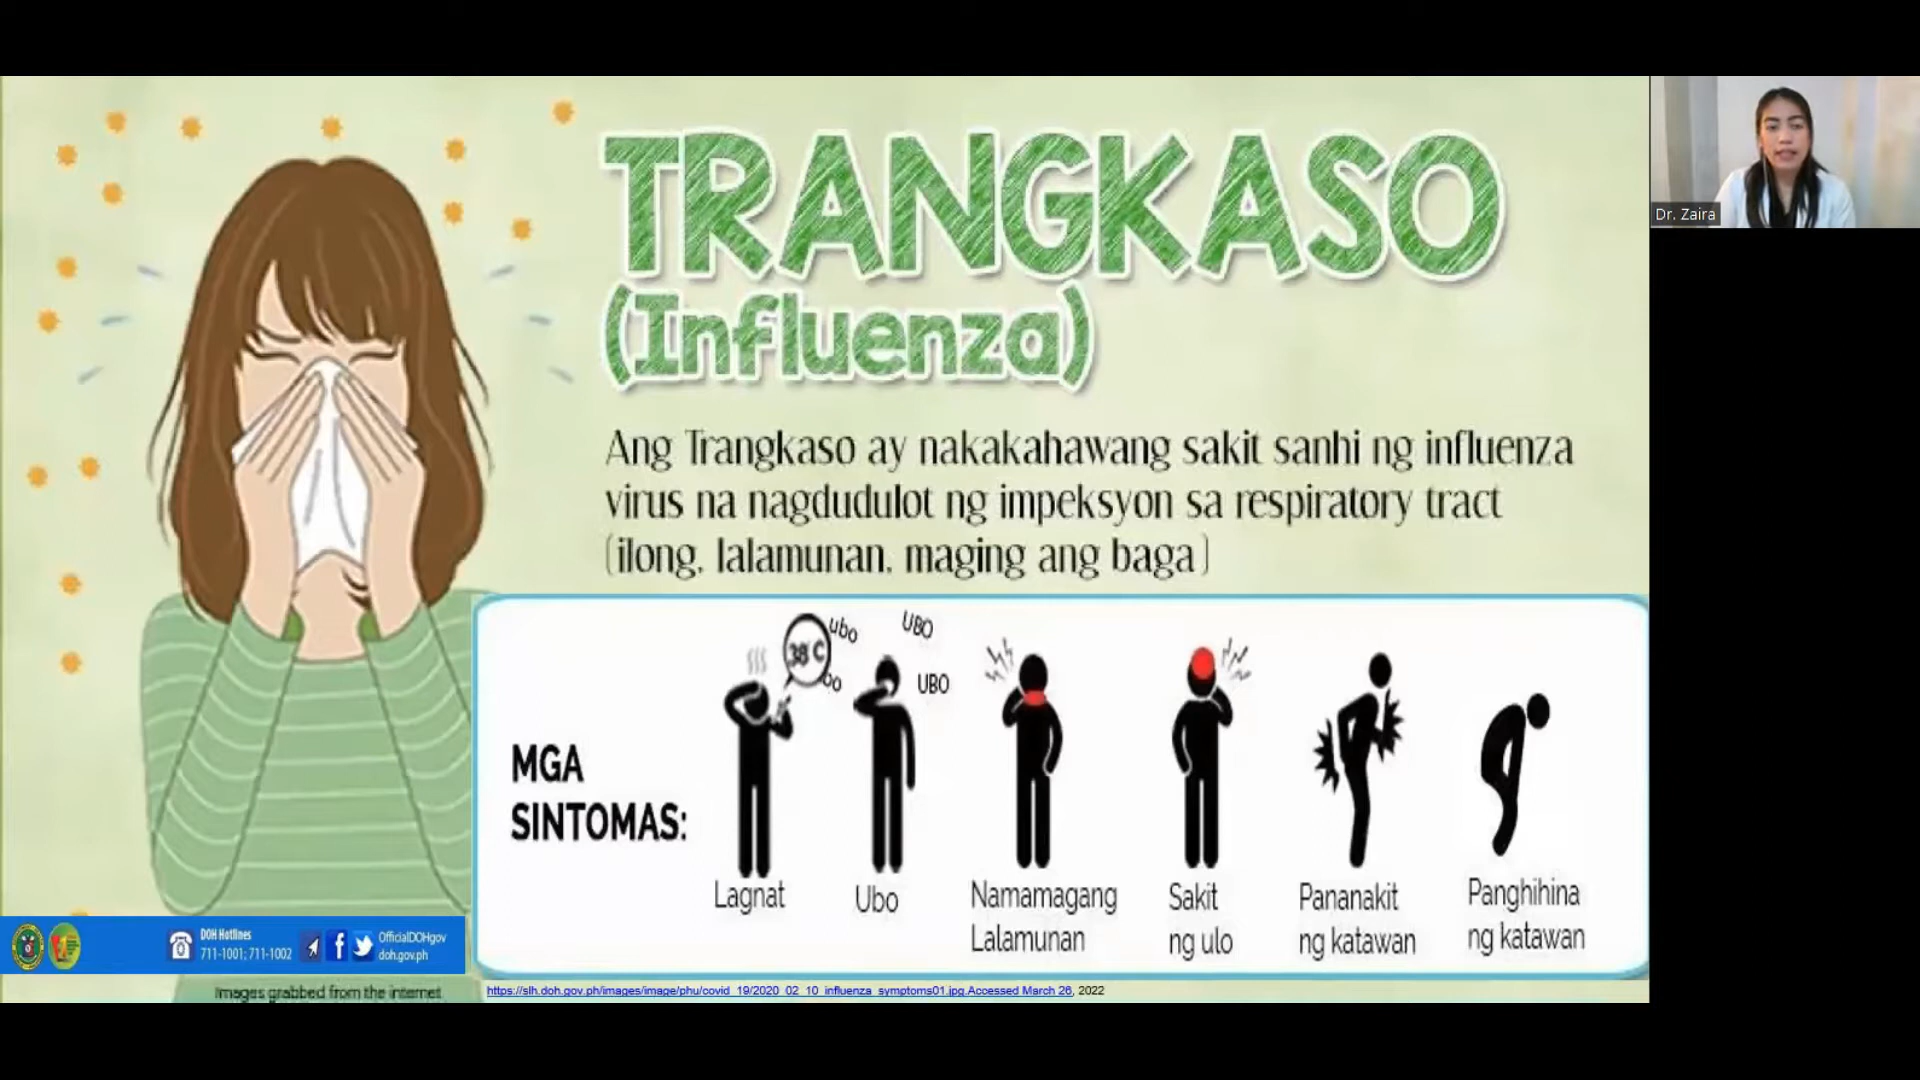 TRANGKASO
(Influenza)
Ang Trangkaso ay nakakahawang sakit sanhi ng influenza
virus na nagdudulot ng impeksyon sa respiratory tract
(ilong, lalamunan, maging ang baga)
Dr. Zaira
MGA
SINTOMAS:
38°C
ubo
UBO
UBO
Lagnat
Ubo
Namamagang
Lalamunan
Sakit
ng ulo
Pananakit
ng katawan
Panghihina
ng katawan
DOH Hotlines
711-1001; 711-1002
OfficialDOHgov
doh.gov.ph
Images grabbed from the internet
https://slh.doh.gov.ph/images/image/phu/covid_19/2020_02_10_influenza_symptoms01.jpg.Accessed March 26, 2022